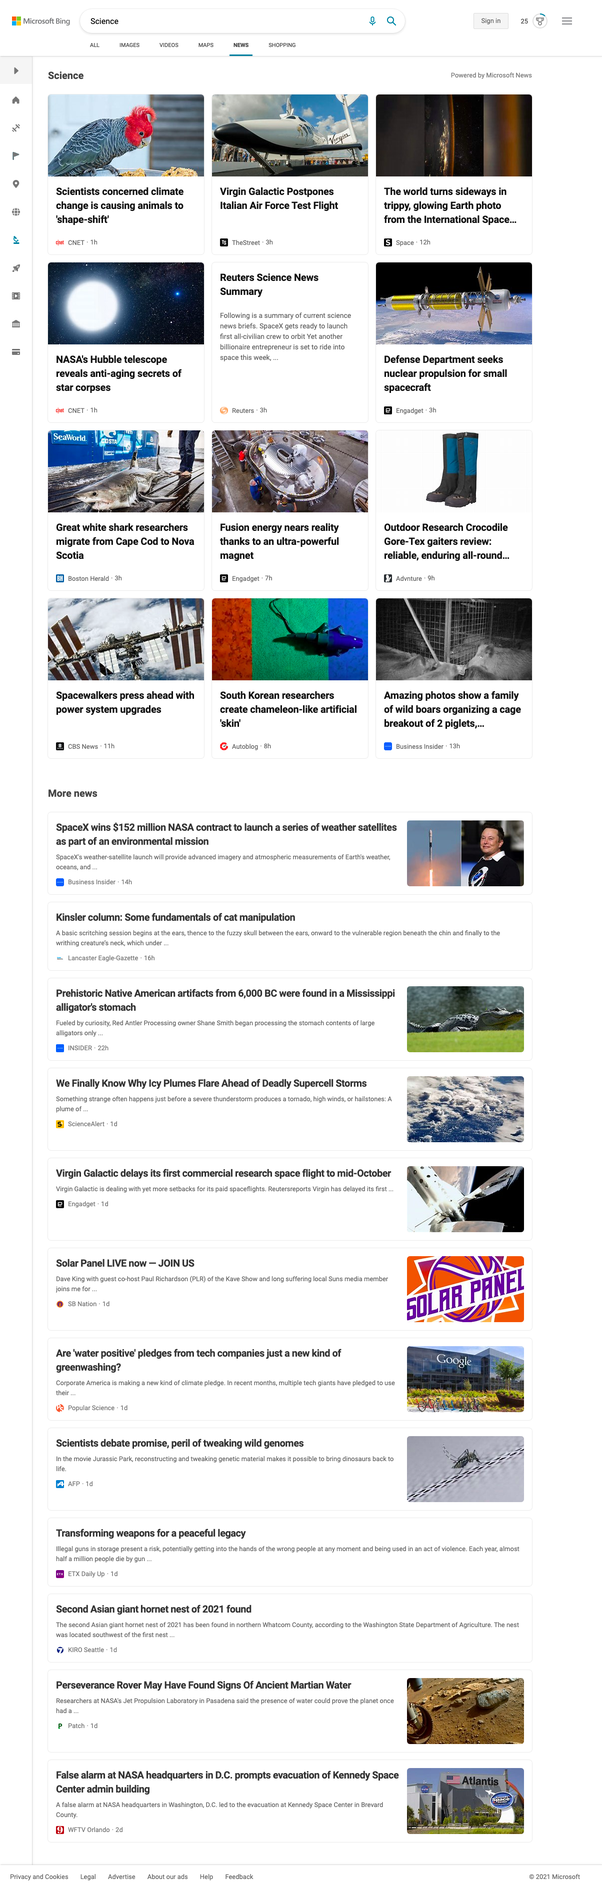 Microsoft Bing
Science
Sign in
25
ALL
IMAGES
VIDEOS
MAPS
NEWS
SHOPPING
Science
Powered by Microsoft News
Scientists concerned climate
change is causing animals to
'shape-shift'
CNET · 1h
Virgin Galactic Postpones
Italian Air Force Test Flight
TheStreet · 3h
The world turns sideways in
trippy, glowing Earth photo
from the International Space...
Space · 12h
NASA's Hubble telescope
reveals anti-aging secrets of
star corpses
CNET · 1h
Reuters Science News
Summary
Following is a summary of current science
news briefs. SpaceX gets ready to launch
first all-civilian crew to orbit Yet another
billionaire entrepreneur is set to ride into
space this week, ...
Reuters · 3h
Defense Department seeks
nuclear propulsion for small
spacecraft
Engadget · 3h
SeaWorld
Great white shark researchers
migrate from Cape Cod to Nova
Scotia
Boston Herald · 3h
Fusion energy nears reality
thanks to an ultra-powerful
magnet
Engadget · 7h
Outdoor Research Crocodile
Gore-Tex gaiters review:
reliable, enduring all-round...
Advnture · 9h
Spacewalkers press ahead with
power system upgrades
CBS News · 11h
South Korean researchers
create chameleon-like artificial
'skin'
Autoblog · 8h
Amazing photos show a family
of wild boars organizing a cage
breakout of 2 piglets,...
Business Insider · 13h
More news
SpaceX wins $152 million NASA contract to launch a series of weather satellites
as part of an environmental mission
SpaceX's weather-satellite launch will provide advanced imagery and atmospheric measurements of Earth's weather,
oceans, and ...
Business Insider · 14h
Kinsler column: Some fundamentals of cat manipulation
A basic scritching session begins at the ears, thence to the fuzzy skull between the ears, onward to the vulnerable region beneath the chin and finally to the
writhing creature's neck, which under ...
Lancaster Eagle-Gazette · 16h
Prehistoric Native American artifacts from 6,000 BC were found in a Mississippi
alligator's stomach
Fueled by curiosity, Red Antler Processing owner Shane Smith began processing the stomach contents of large
alligators only ...
INSIDER · 22h
We Finally Know Why Icy Plumes Flare Ahead of Deadly Supercell Storms
Something strange often happens just before a severe thunderstorm produces a tornado, high winds, or hailstones: A
plume of ...
ScienceAlert · 1d
Virgin Galactic delays its first commercial research space flight to mid-October
Virgin Galactic is dealing with yet more setbacks for its paid spaceflights. Reutersreports Virgin has delayed its first ...
Engadget · 1d
Solar Panel LIVE now — JOIN US
Dave King with guest co-host Paul Richardson (PLR) of the Kave Show and long suffering local Suns media member
joins me for ...
SB Nation · 1d
SOLAR PANEL
Are 'water positive' pledges from tech companies just a new kind of
greenwashing?
Corporate America is making a new kind of climate pledge. In recent months, multiple tech giants have pledged to use
their ...
Popular Science · 1d
Google
Scientists debate promise, peril of tweaking wild genomes
In the movie Jurassic Park, reconstructing and tweaking genetic material makes it possible to bring dinosaurs back to
life.
AFP · 1d
Transforming weapons for a peaceful legacy
Illegal guns in storage present a risk, potentially getting into the hands of the wrong people at any moment and being used in an act of violence. Each year, almost
half a million people die by gun ...
ETX Daily Up · 1d
Second Asian giant hornet nest of 2021 found
The second Asian giant hornet nest of 2021 has been found in northern Whatcom County, according to the Washington State Department of Agriculture. The nest
was located southwest of the first nest ...
KIRO Seattle · 1d
Perseverance Rover May Have Found Signs Of Ancient Martian Water
Researchers at NASA's Jet Propulsion Laboratory in Pasadena said the presence of water could prove the planet once
had a ...
Patch · 1d
False alarm at NASA headquarters in D.C. prompts evacuation of Kennedy Space
Center admin building
A false alarm at NASA headquarters in Washington, D.C. led to the evacuation at Kennedy Space Center in Brevard
County.
WFTV Orlando · 2d
Atlantis
Privacy and Cookies
Legal
Advertise
About our ads
Help
Feedback
© 2021 Microsoft